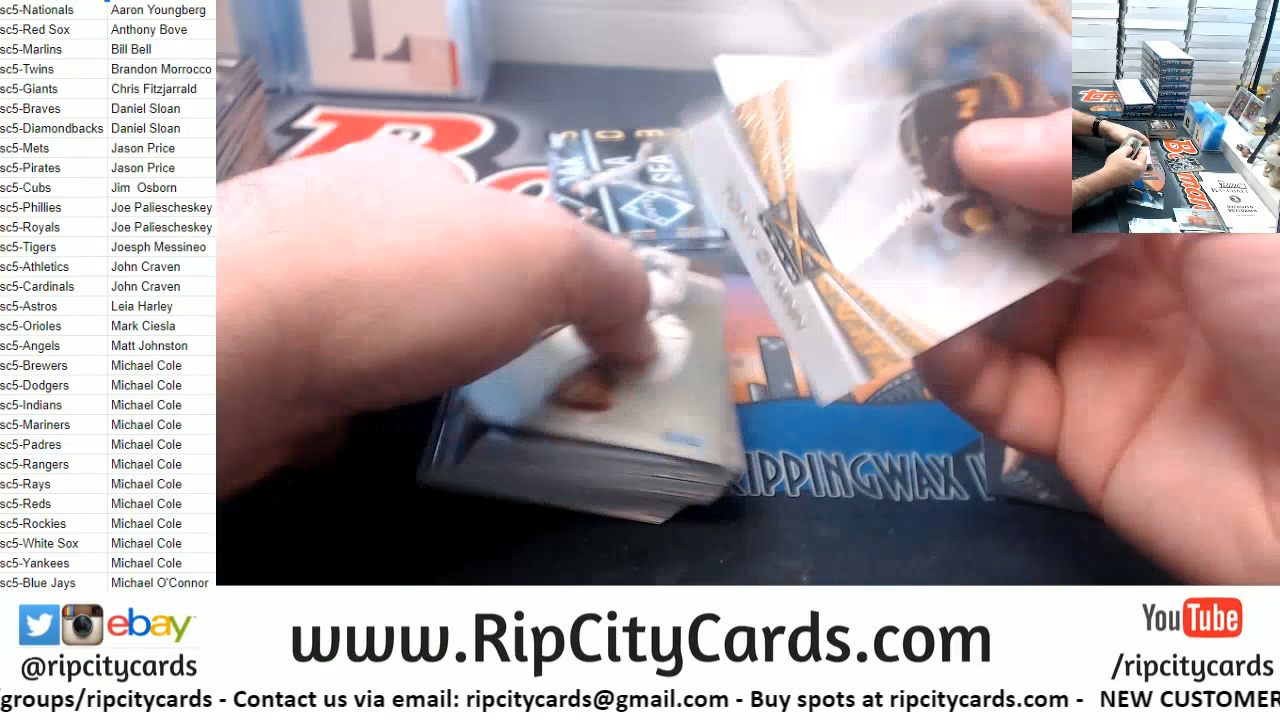 sc5-Nationals Aaron Youngberg
sc5-Red Sox Anthony Bove
sc5-Marlins Bill Bell
sc5-Twins Brandon Morrocco
sc5-Giants Chris Fitzjarrald
sc5-Braves Daniel Sloan
sc5-Diamondbacks Daniel Sloan
sc5-Mets Jason Price
sc5-Pirates Jason Price
sc5-Cubs Jim Osborn
sc5-Phillies Joe Paliescheskey
sc5-Royals Joe Paliescheskey
sc5-Tigers Joesph Messineo
sc5-Athletics John Craven
sc5-Cardinals John Craven
sc5-Astros Leia Harley
sc5-Orioles Mark Ciesla
sc5-Angels Matt Johnston
sc5-Brewers Michael Cole
sc5-Dodgers Michael Cole
sc5-Indians Michael Cole
sc5-Mariners Michael Cole
sc5-Padres Michael Cole
sc5-Rangers Michael Cole
sc5-Rays Michael Cole
sc5-Reds Michael Cole
sc5-Rockies Michael Cole
sc5-White Sox Michael Cole
sc5-Yankees Michael Cole
sc5-Blue Jays Michael O'Connor
RIPPINGWAX
ebay
@ripcitycards
www.RipCityCards.com
YouTube
/ripcitycards
/groups/ripcitycards - Contact us via email: ripcitycards@gmail.com - Buy spots at ripcitycards.com - NEW CUSTOMER